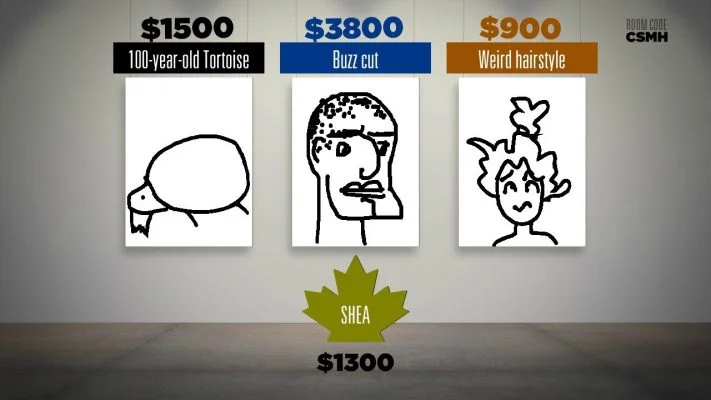 $1500
$3800
$900
ROOM CODE
CSMH
100-year-old Tortoise
Buzz cut
Weird hairstyle
SHEA
$1300